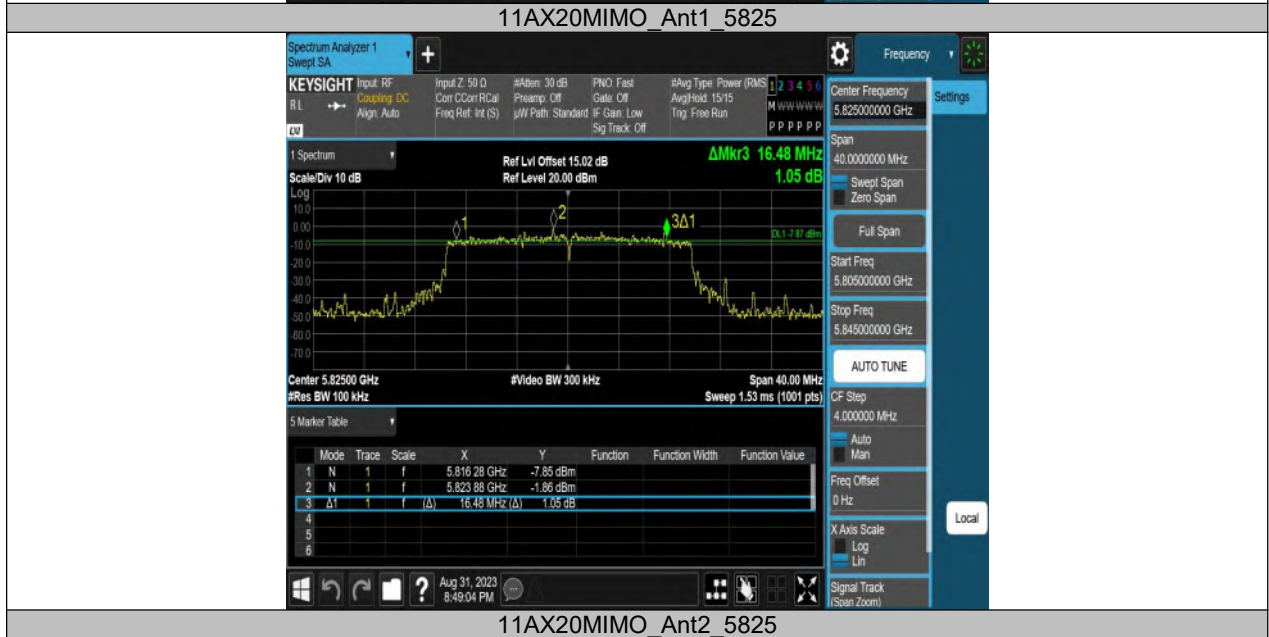 11AX20MIMO_Ant1_5825
Spectrum Analyzer 1
Swept SA
+
Frequency
KEYSIGHT
Input: RF
Coupling: DC
Align: Auto
Input Z: 50 Ω
Corr CCorr RCal
Freq Ref: Int (S)
#Atten: 30 dB
Preamp: Off
µW Path: Standard
PNO: Fast
Gate: Off
IF Gain: Low
Sig Track: Off
#Avg Type: Power (RMS
Avg|Hold: 15/15
Trig: Free Run
1 2 3 4 5 6
M W W W W W
P P P P P P
RL
LXI
1 Spectrum
Scale/Div 10 dB
Ref Lvl Offset 15.02 dB
Ref Level 20.00 dBm
ΔMkr3 16.48 MHz
1.05 dB
Log
10.0
0.00
-10.0
-20.0
-30.0
-40.0
-50.0
-60.0
-70.0
1
2
3Δ1
DL1 -7.87 dBm
Center 5.82500 GHz
#Res BW 100 kHz
#Video BW 300 kHz
Span 40.00 MHz
Sweep 1.53 ms (1001 pts)
5 Marker Table
Mode Trace Scale X Y Function Function Width Function Value
1 N 1 f 5.816 28 GHz -7.85 dBm
2 N 1 f 5.823 88 GHz -1.86 dBm
3 Δ1 1 f (Δ) 16.48 MHz (Δ) 1.05 dB
4
5
6
?
Aug 31, 2023
8:49:04 PM
Center Frequency
5.825000000 GHz
Settings
Span
40.0000000 MHz
Swept Span
Zero Span
Full Span
Start Freq
5.805000000 GHz
Stop Freq
5.845000000 GHz
AUTO TUNE
CF Step
4.000000 MHz
Auto
Man
Freq Offset
0 Hz
X Axis Scale
Log
Lin
Local
Signal Track
(Span Zoom)
11AX20MIMO_Ant2_5825